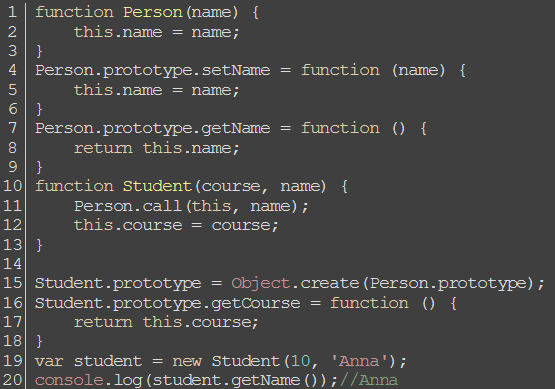 1 function Person(name) {
2     this.name = name;
3 }
4 Person.prototype.setName = function (name) {
5     this.name = name;
6 }
7 Person.prototype.getName = function () {
8     return this.name;
9 }
10 function Student(course, name) {
11     Person.call(this, name);
12     this.course = course;
13 }
14
15 Student.prototype = Object.create(Person.prototype);
16 Student.prototype.getCourse = function () {
17     return this.course;
18 }
19 var student = new Student(10, 'Anna');
20 console.log(student.getName());//Anna